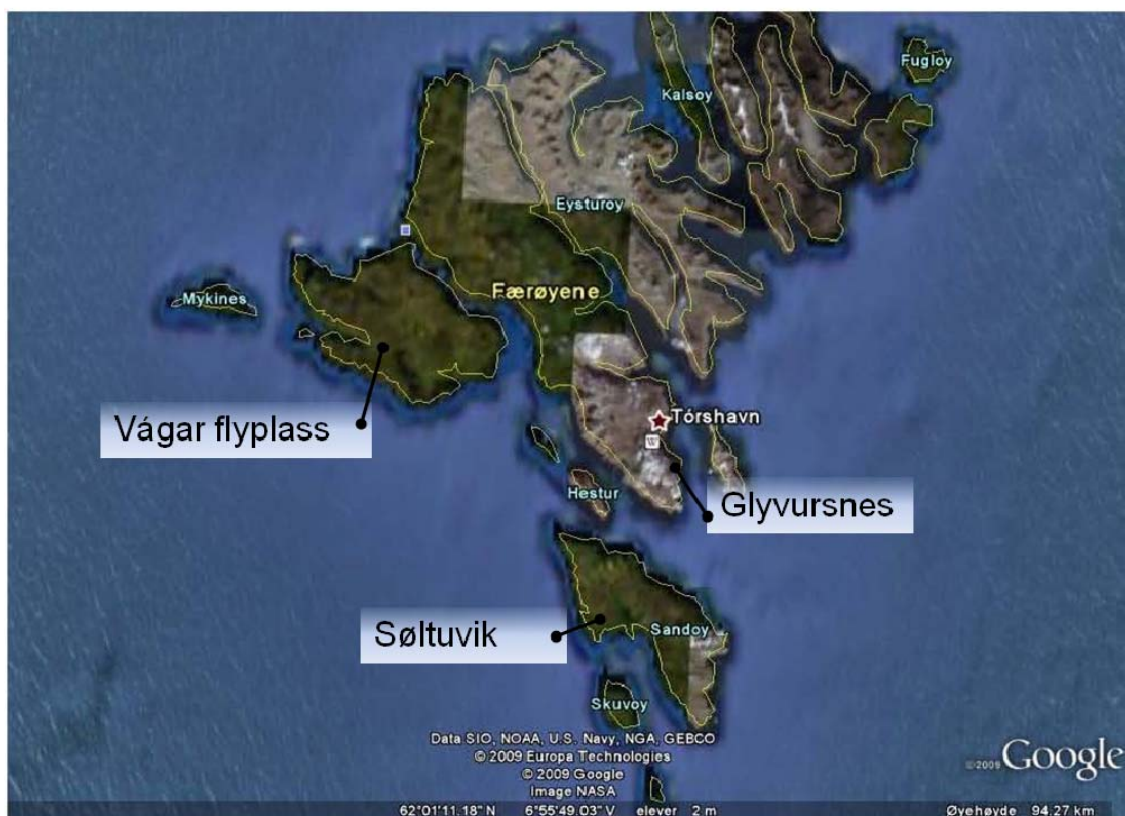 Fugloy
Kalsoy
Eysturoy
Mykines
Færøyene
Vágar flyplass
Tórshavn
W
Hestur
Glyvursnes
Søltuvik
Sandoy
Skuvoy
Data SIO, NOAA, U.S. Navy, NGA, GEBCO
© 2009 Europa Technologies
© 2009 Google
Image NASA
©2009 Google
62°01'11.18" N 6°55'49.03" V elever 2 m Øyehøyde 94.27 km